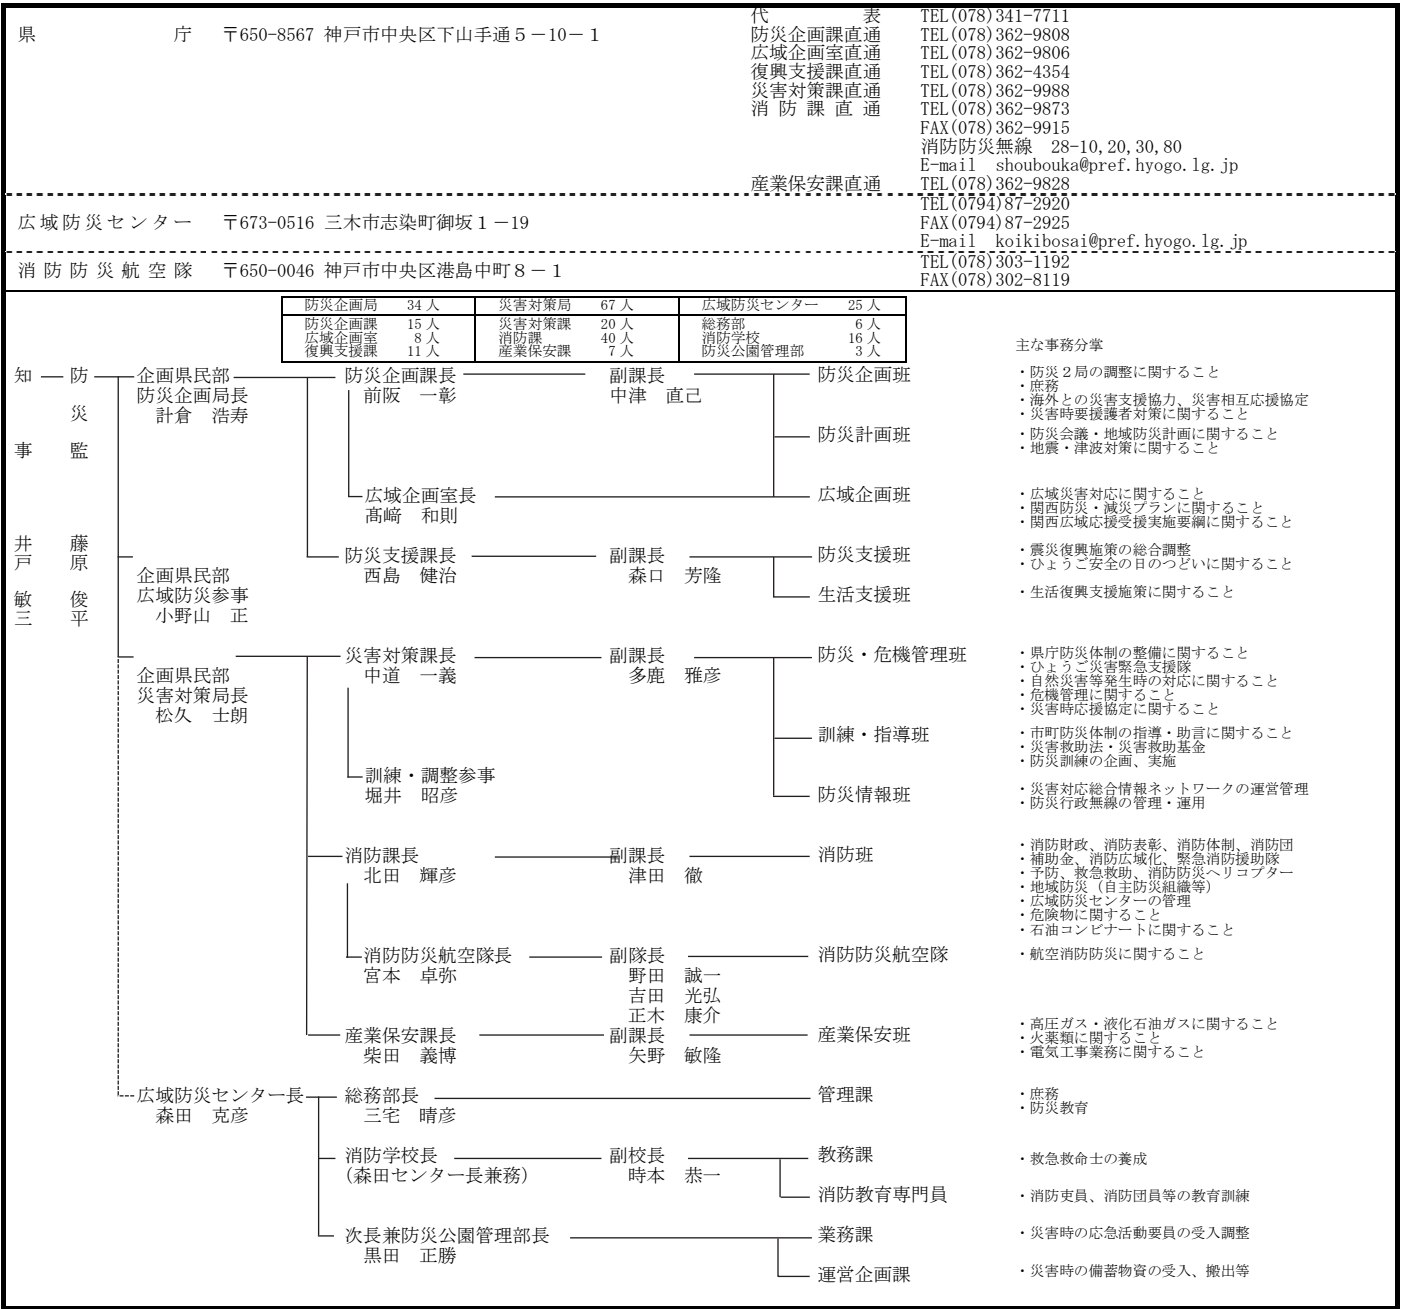 県　　　　　　　庁　〒650-8567 神戸市中央区下山手通５－10－１
代　　　　　表　TEL(078)341-7711
防災企画課直通　TEL(078)362-9808
広域企画室直通　TEL(078)362-9806
復興支援課直通　TEL(078)362-4354
災害対策課直通　TEL(078)362-9988
消 防 課 直 通　TEL(078)362-9873
FAX(078)362-9915
消防防災無線　28-10,20,30,80
E-mail　shoubouka@pref.hyogo.lg.jp
産業保安課直通　TEL(078)362-9828
広域防災センター　〒673-0516 三木市志染町御坂１－19
TEL(0794)87-2920
FAX(0794)87-2925
E-mail　koikibosai@pref.hyogo.lg.jp
消 防 防 災 航 空 隊　〒650-0046 神戸市中央区港島中町８－１
TEL(078)303-1192
FAX(078)302-8119
防災企画局　34 人　災害対策局　67 人　広域防災センター　25 人
防災企画課　15 人　災害対策課　20 人　総務部　6 人
広域企画室　8 人　消防課　40 人　消防学校　16 人
復興支援課　11 人　産業保安課　7 人　防災公園管理部　3 人
主な事務分掌
知事　井戸　敏三
防災監　藤原　俊平
企画県民部
防災企画局長
計倉　浩寿
防災企画課長
前阪　一彰
副課長
中津　直己
防災企画班
・防災２局の調整に関すること
・庶務
・海外との災害支援協力、災害相互応援協定
・災害時要援護者対策に関すること
防災計画班
・防災会議・地域防災計画に関すること
・地震・津波対策に関すること
広域企画室長
髙﨑　和則
広域企画班
・広域災害対応に関すること
・関西防災・減災プランに関すること
・関西広域応援受援実施要綱に関すること
防災支援課長
西島　健治
副課長
森口　芳隆
防災支援班
・震災復興施策の総合調整
・ひょうご安全の日のつどいに関すること
生活支援班
・生活復興支援施策に関すること
企画県民部
広域防災参事
小野山　正
企画県民部
災害対策局長
松久　士朗
災害対策課長
中道　一義
副課長
多鹿　雅彦
防災・危機管理班
・県庁防災体制の整備に関すること
・ひょうご災害緊急支援隊
・自然災害等発生時の対応に関すること
・危機管理に関すること
・災害時応援協定に関すること
訓練・指導班
・市町防災体制の指導・助言に関すること
・災害救助法・災害救助基金
・防災訓練の企画、実施
訓練・調整参事
堀井　昭彦
防災情報班
・災害対応総合情報ネットワークの運営管理
・防災行政無線の管理・運用
消防課長
北田　輝彦
副課長
津田　徹
消防班
・消防財政、消防表彰、消防体制、消防団
・補助金、消防広域化、緊急消防援助隊
・予防、救急救助、消防防災ヘリコプター
・地域防災（自主防災組織等）
・広域防災センターの管理
・危険物に関すること
・石油コンビナートに関すること
消防防災航空隊長
宮本　卓弥
副隊長
野田　誠一
吉田　光弘
正木　康介
消防防災航空隊
・航空消防防災に関すること
産業保安課長
柴田　義博
副課長
矢野　敏隆
産業保安班
・高圧ガス・液化石油ガスに関すること
・火薬類に関すること
・電気工事業務に関すること
広域防災センター長
森田　克彦
総務部長
三宅　晴彦
管理課
・庶務
・防災教育
消防学校長
(森田センター長兼務)
副校長
時本　恭一
教務課
・救急救命士の養成
消防教育専門員
・消防吏員、消防団員等の教育訓練
次長兼防災公園管理部長
黒田　正勝
業務課
・災害時の応急活動要員の受入調整
運営企画課
・災害時の備蓄物資の受入、搬出等